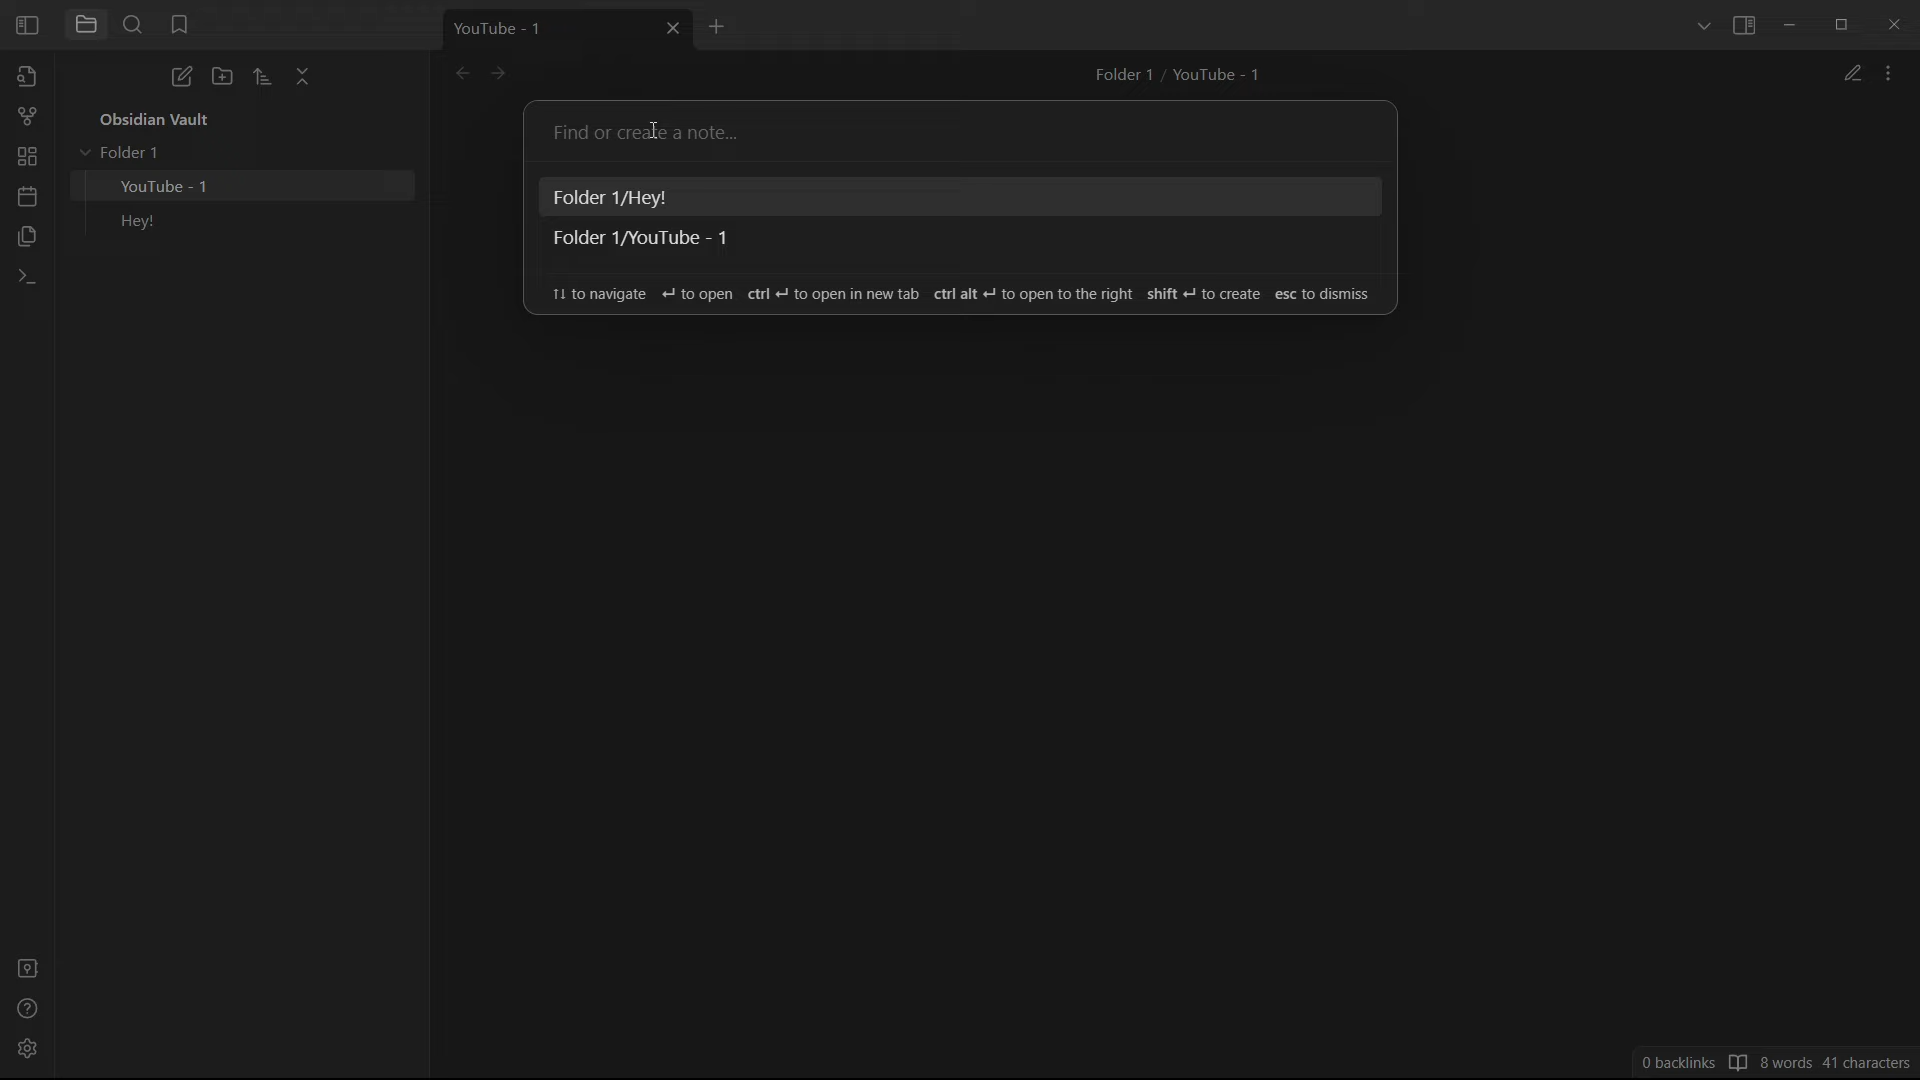 YouTube - 1
Folder 1 / YouTube - 1
Obsidian Vault
Folder 1
YouTube - 1
Hey!
Find or create a note...
Folder 1/Hey!
Folder 1/YouTube - 1
↑↓ to navigate ↵ to open ctrl ↵ to open in new tab ctrl alt ↵ to open to the right shift ↵ to create esc to dismiss
0 backlinks 8 words 41 characters